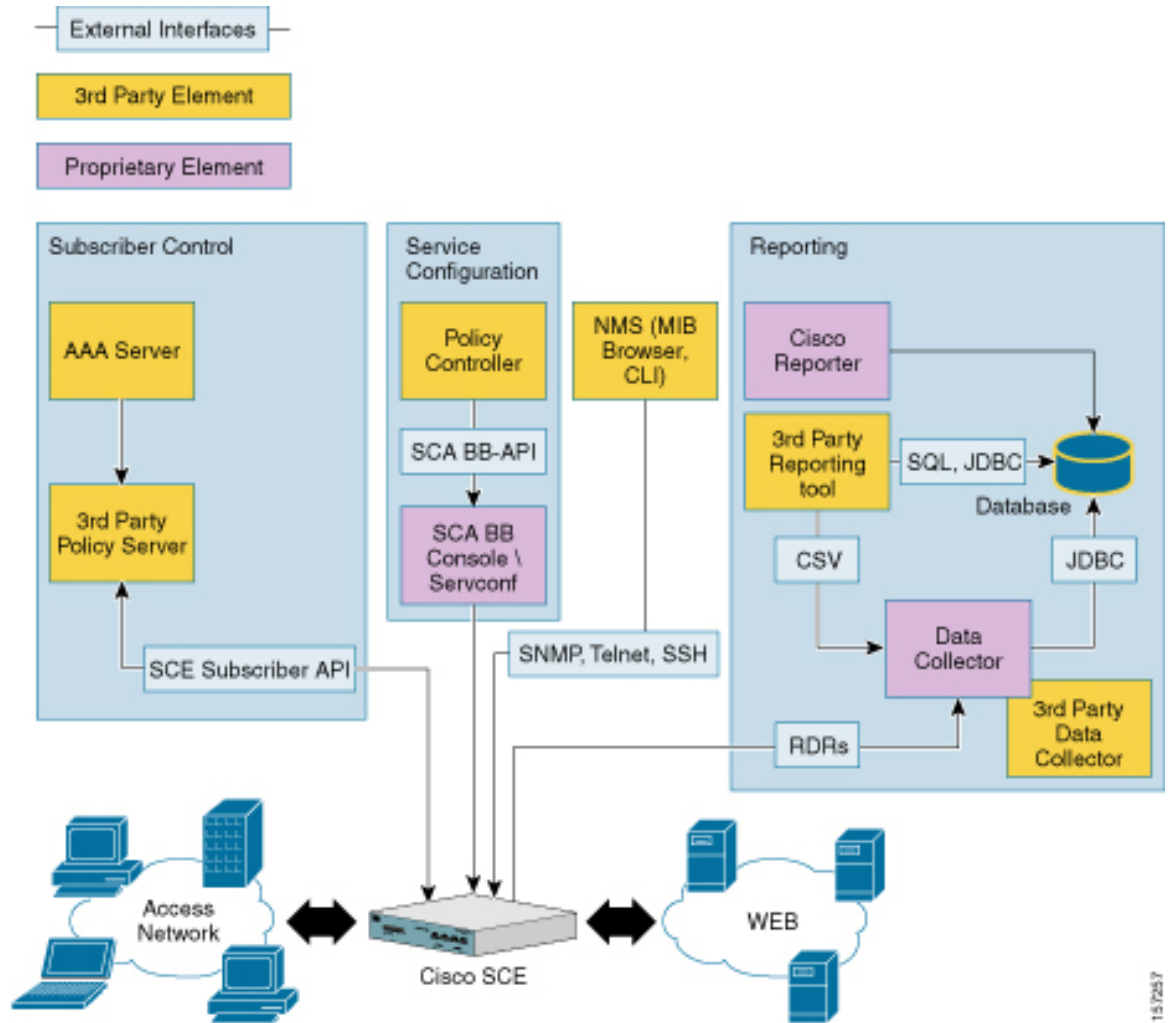 External Interfaces
3rd Party Element
Proprietary Element
Subscriber Control
AAA Server
3rd Party
Policy Server
SCE Subscriber API
Service
Configuration
Policy
Controller
SCA BB-API
SCA BB
Console \
Servconf
NMS (MIB
Browser,
CLI)
SNMP, Telnet, SSH
Reporting
Cisco
Reporter
3rd Party
Reporting
tool
SQL, JDBC
Database
CSV
JDBC
Data
Collector
3rd Party
Data
Collector
RDRs
Access
Network
Cisco SCE
WEB
157257